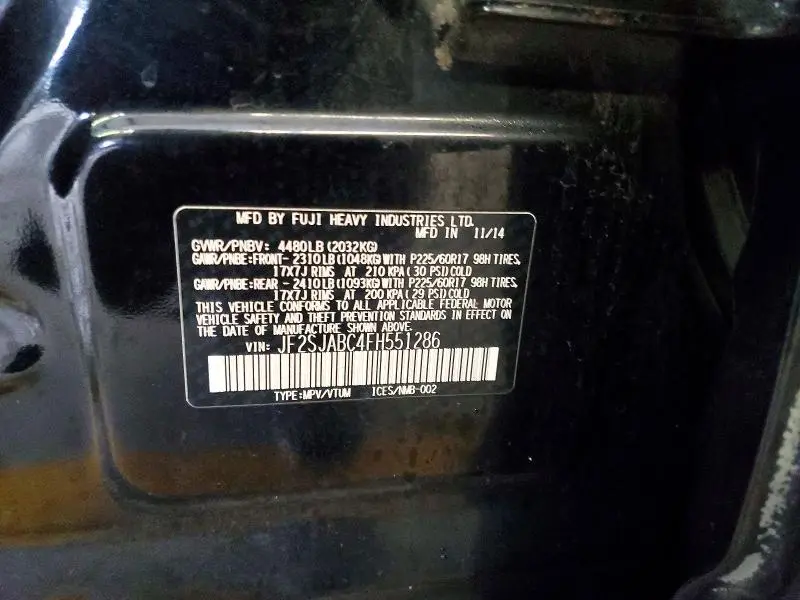 MFD BY FUJI HEAVY INDUSTRIES LTD.
MFD IN 11/14
GVWR/PNBV: 4480LB(2032KG)
GAWR/PNBE:FRONT- 2310LB(1048KG)WITH P225/60R17 98H TIRES,
17X7J RIMS AT 210 KPA(30 PSI)COLD
GAWR/PNBE:REAR - 2410LB(1093KG)WITH P225/60R17 98H TIRES,
17X7J RIMS AT 200 KPA(29 PSI)COLD
THIS VEHICLE CONFORMS TO ALL APPLICABLE FEDERAL MOTOR
VEHICLE SAFETY AND THEFT PREVENTION STANDARDS IN EFFECT ON
THE DATE OF MANUFACTURE SHOWN ABOVE.
VIN: JF2SJABC4FH551286
TYPE:MPV/VTUM ICES/NMB-002